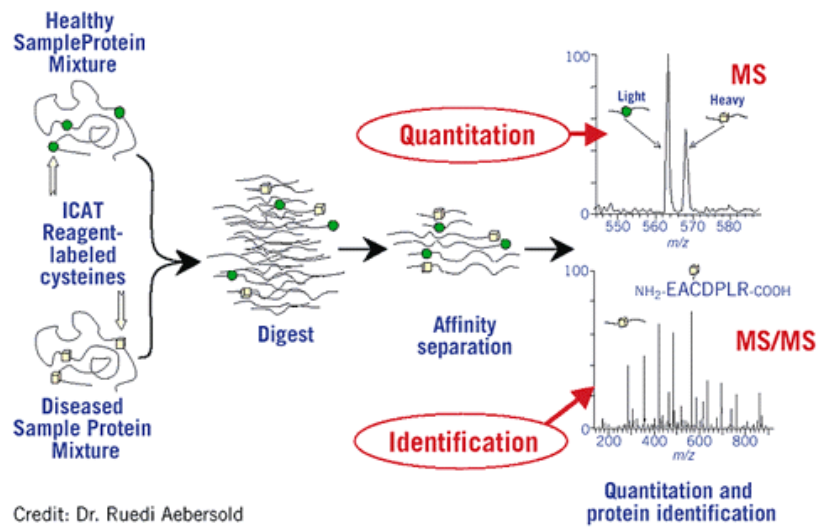 Healthy
SampleProtein
Mixture
ICAT
Reagent-
labeled
cysteines
Diseased
Sample Protein
Mixture
Digest
Affinity
separation
Quantitation
100
MS
Light
Heavy
0
550 560 570 580
m/z
Identification
100
NH₂-EACDPLR-COOH
MS/MS
0
200 400 600 800
m/z
Quantitation and
protein identification
Credit: Dr. Ruedi Aebersold